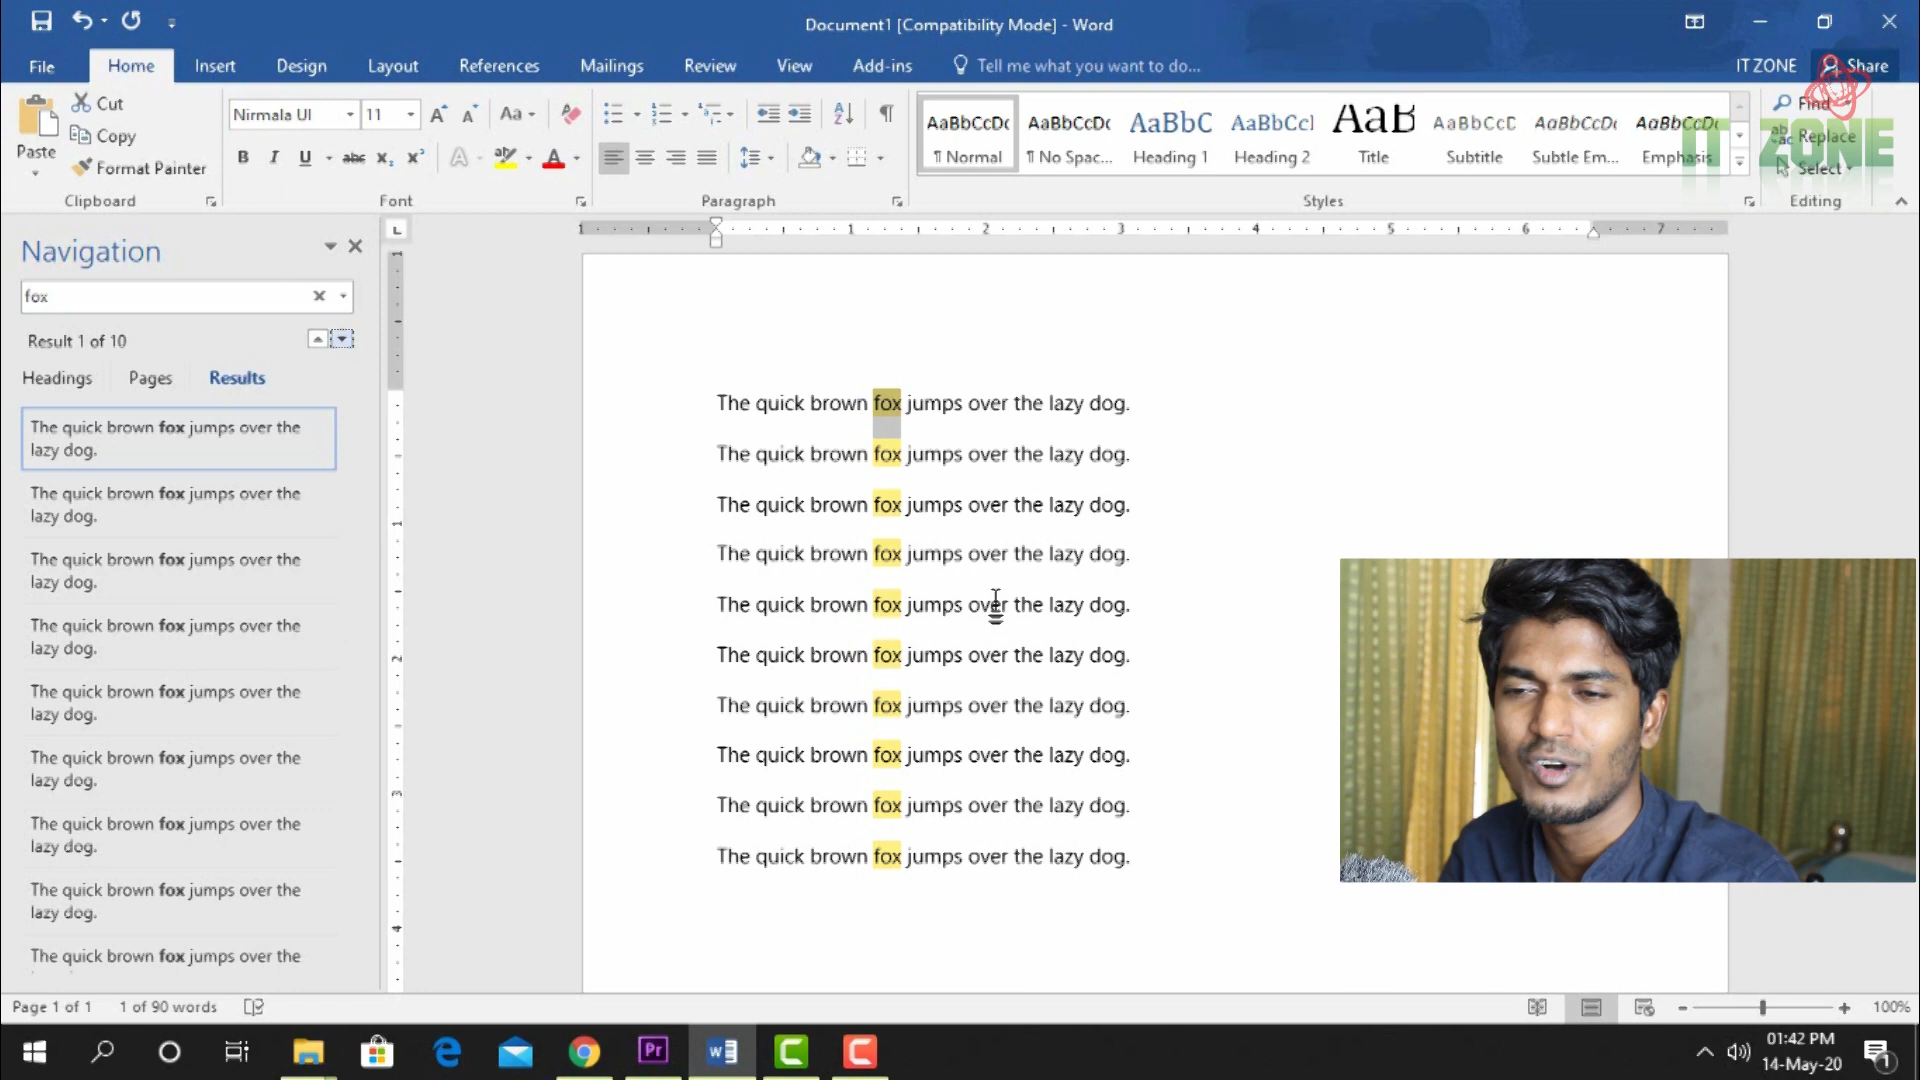 Document1 [Compatibility Mode] - Word
File Home Insert Design Layout References Mailings Review View Add-ins Tell me what you want to do... IT ZONE Share
Paste
Cut
Copy
Format Painter
Clipboard
Nirmala UI 11
Font
Paragraph
AaBbCcDc AaBbCcDc AaBbC AaBbCcI AaB AaBbCcD AaBbCcDc AaBbCcDc
¶ Normal ¶ No Spac... Heading 1 Heading 2 Title Subtitle Subtle Em... Emphasis
Styles
Find
Replace
Select
Editing
IT ZONE
Navigation
fox
Result 1 of 10
Headings Pages Results
The quick brown fox jumps over the
lazy dog.
The quick brown fox jumps over the
lazy dog.
The quick brown fox jumps over the
lazy dog.
The quick brown fox jumps over the
lazy dog.
The quick brown fox jumps over the
lazy dog.
The quick brown fox jumps over the
lazy dog.
The quick brown fox jumps over the
lazy dog.
The quick brown fox jumps over the
lazy dog.
The quick brown fox jumps over the
1 1 2 3 4 5 6 7
The quick brown fox jumps over the lazy dog.
The quick brown fox jumps over the lazy dog.
The quick brown fox jumps over the lazy dog.
The quick brown fox jumps over the lazy dog.
The quick brown fox jumps over the lazy dog.
The quick brown fox jumps over the lazy dog.
The quick brown fox jumps over the lazy dog.
The quick brown fox jumps over the lazy dog.
The quick brown fox jumps over the lazy dog.
The quick brown fox jumps over the lazy dog.
Page 1 of 1 1 of 90 words 100%
01:42 PM
14-May-20